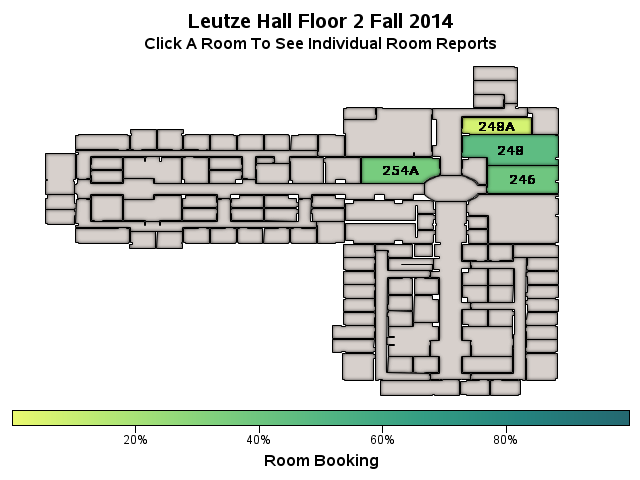 Leutze Hall Floor 2 Fall 2014
Click A Room To See Individual Room Reports
248A
248
254A
246
20%
40%
60%
80%
Room Booking